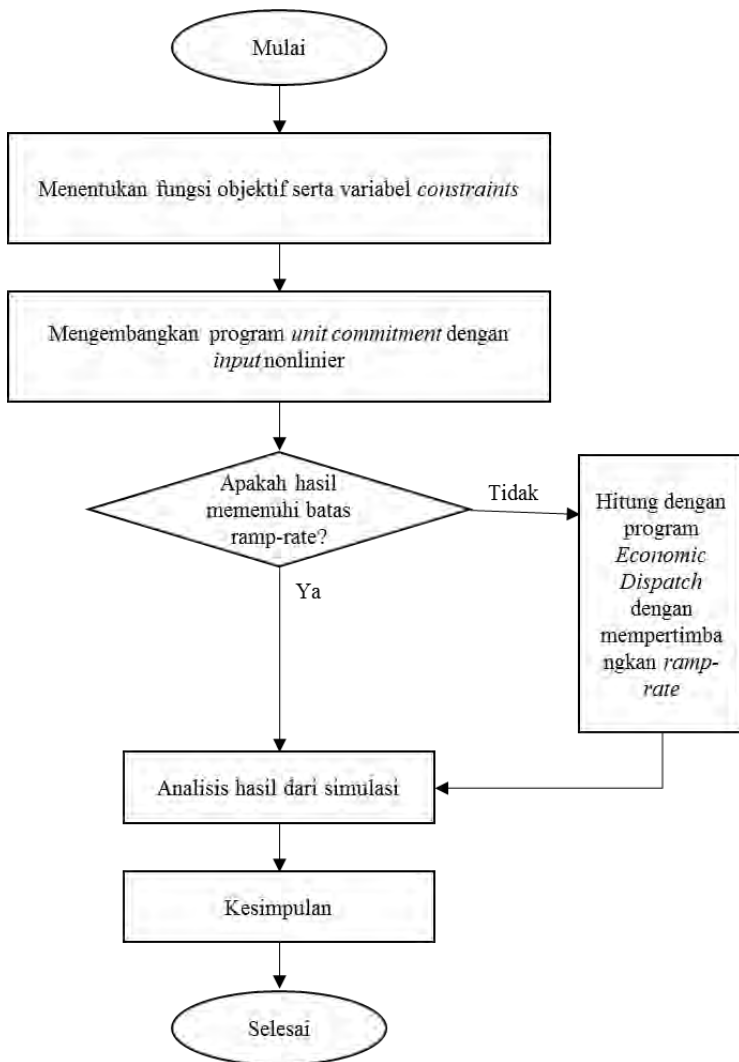 Mulai
Menentukan fungsi objektif serta variabel constraints
Mengembangkan program unit commitment dengan
input nonlinier
Apakah hasil
memenuhi batas
ramp-rate?
Tidak
Ya
Hitung dengan
program
Economic
Dispatch
dengan
mempertimba
ngkan ramp-
rate
Analisis hasil dari simulasi
Kesimpulan
Selesai